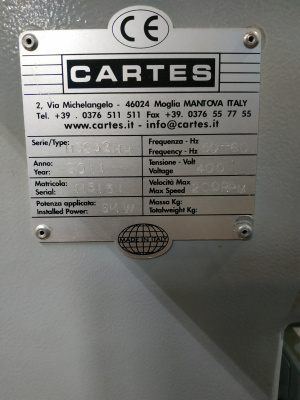 CE
CARTES
2, Via Michelangelo - 46024 Moglia MANTOVA ITALY
Tel. +39 . 0376 511 511 Fax +39 . 0376 55 77 55
www.cartes.it - info@cartes.it
Serie/Type: Frequenza - Hz
Frequency - Hz
Anno: Tensione - Volt
Year: Voltage
Matricola: Velocità Max
Max Speed
Potenza applicata: Massa Kg:
Installed Power: Totalweight Kg:
MADE IN ITALY